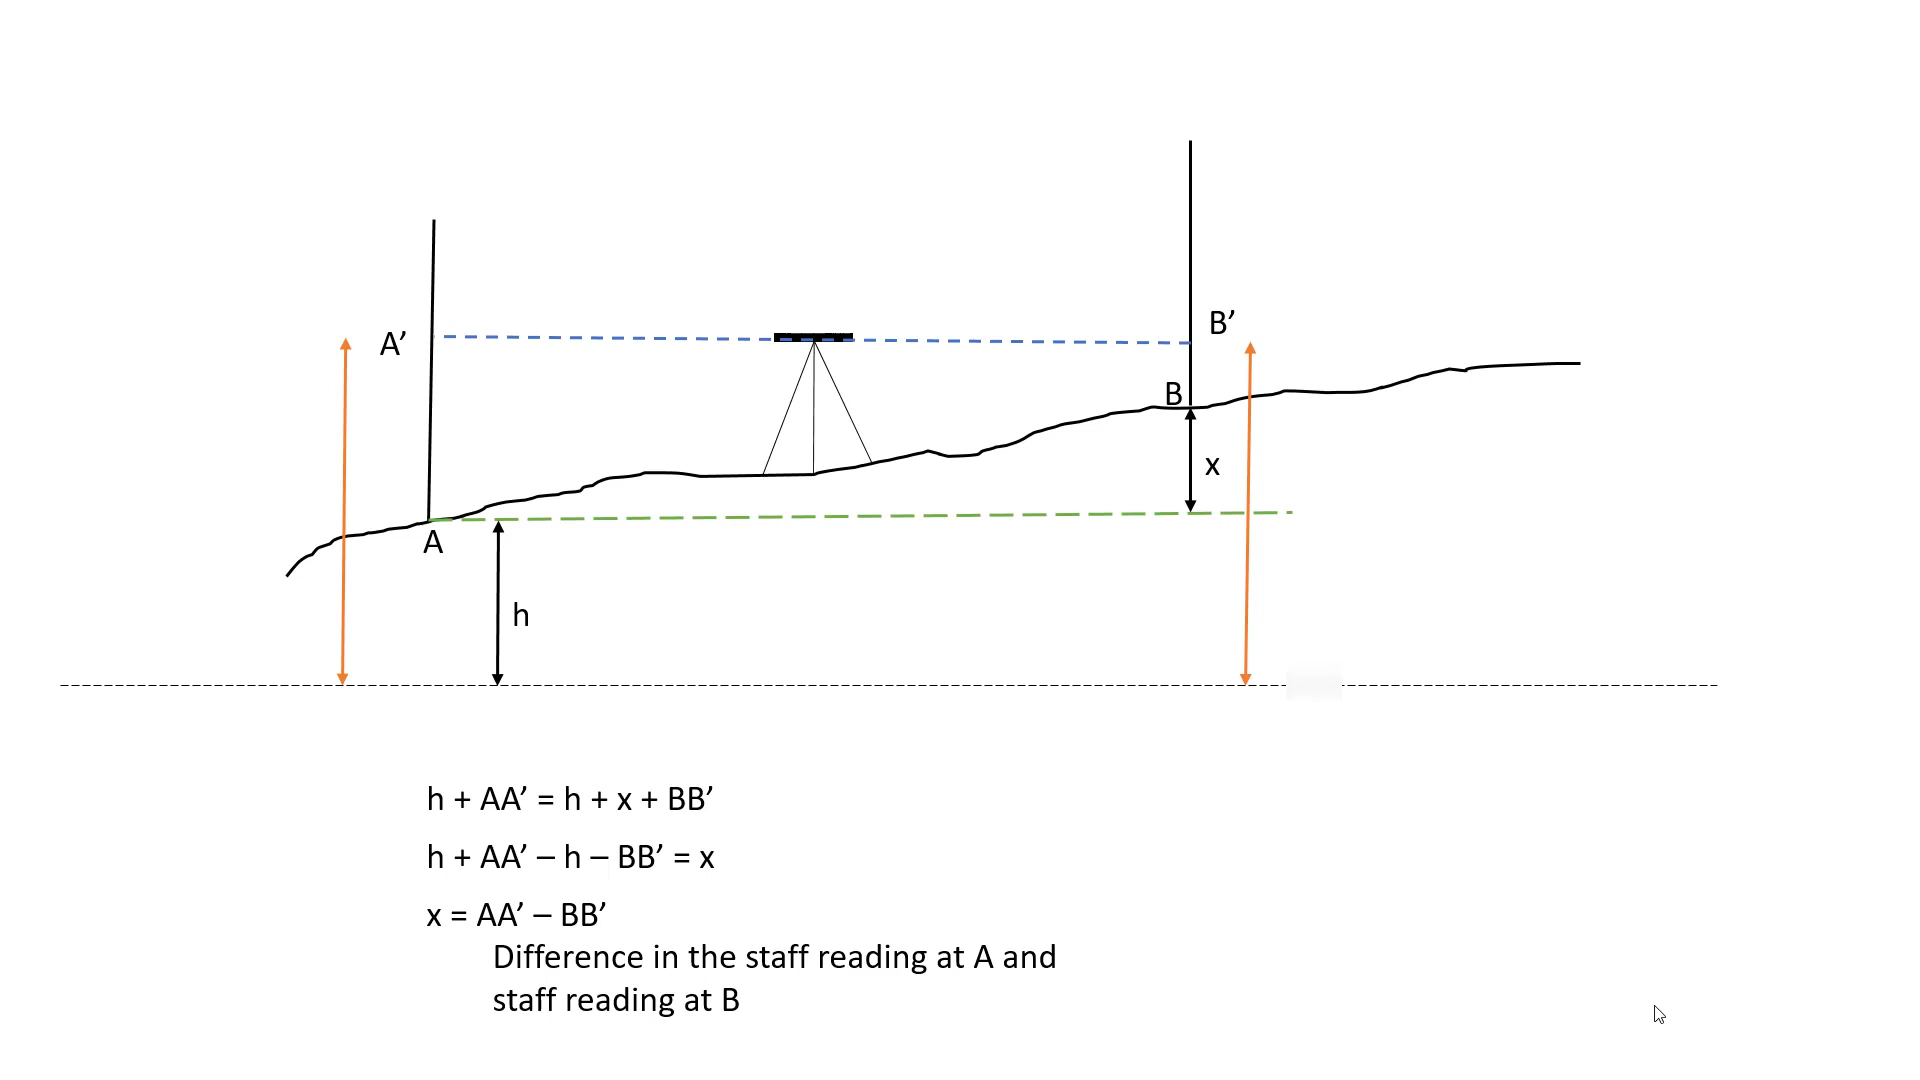 A’
B’
B
x
A
h
h + AA’ = h + x + BB’
h + AA’ – h – BB’ = x
x = AA’ – BB’
Difference in the staff reading at A and
staff reading at B